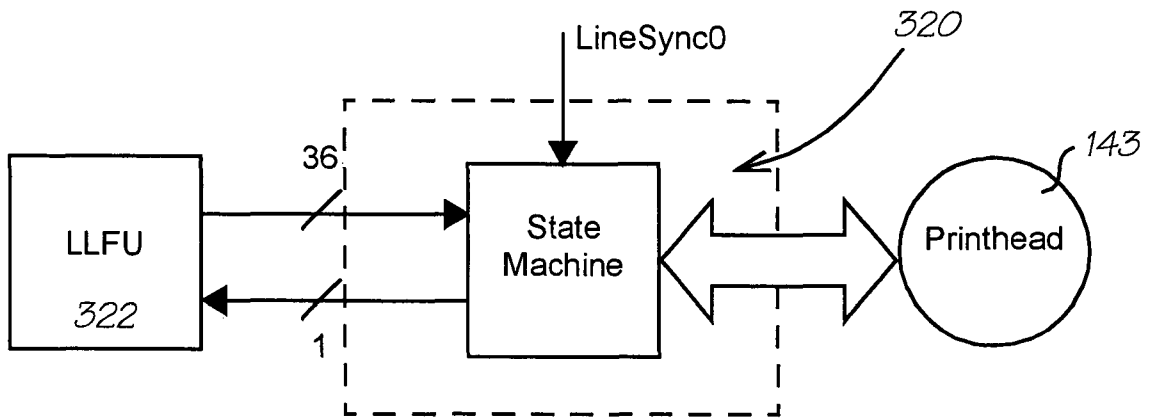 LineSync0
320
36
143
LLFU
322
State
Machine
Printhead
1